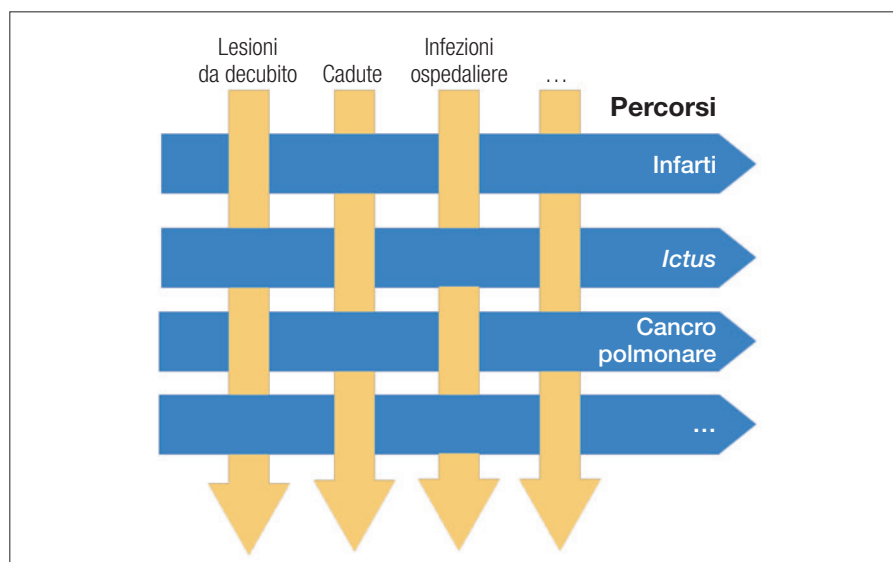 Lesioni
da decubito
Cadute
Infezioni
ospedaliere
…
Percorsi
Infarti
Ictus
Cancro
polmonare
…